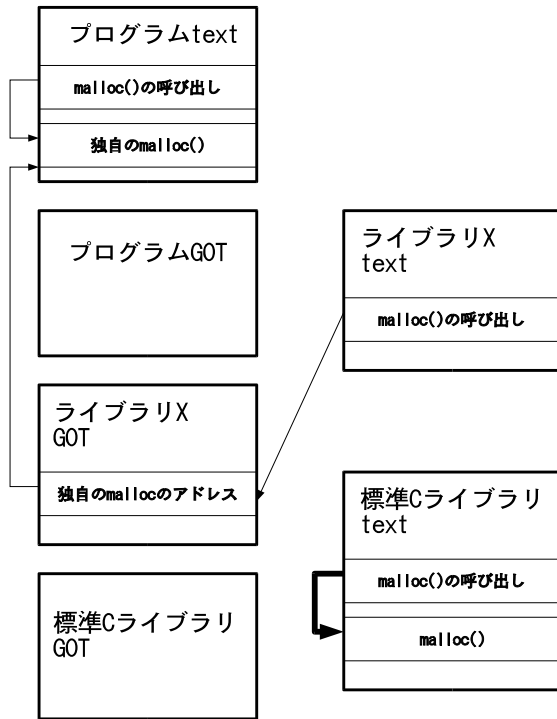 プログラムtext
malloc()の呼び出し
独自のmalloc()
プログラムGOT
ライブラリX
GOT
独自のmallocのアドレス
標準Cライブラリ
GOT
ライブラリX
text
malloc()の呼び出し
標準Cライブラリ
text
malloc()の呼び出し
malloc()